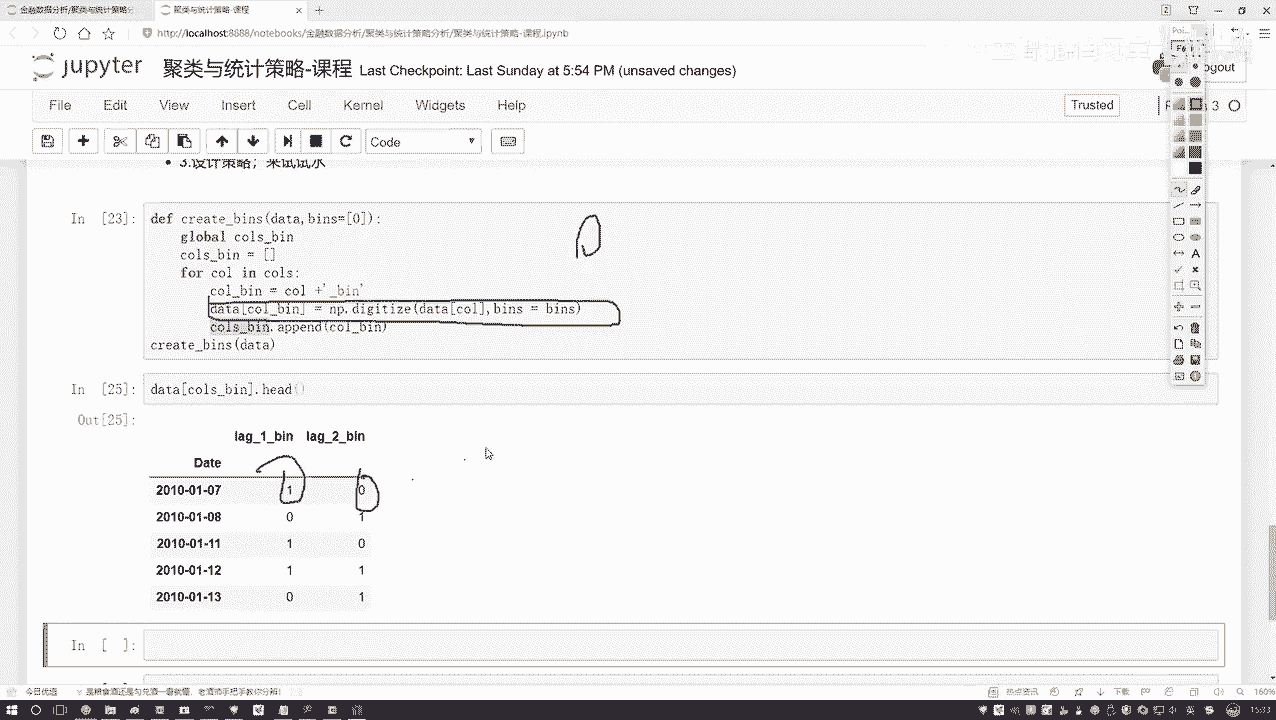 金融数据分析/聚类与统计策略分
聚类与统计策略-课程
http://localhost:8888/notebooks/金融数据分析/聚类与统计策略分析/聚类与统计策略-课程.ipynb
jupyter 聚类与统计策略-课程 Last Checkpoint: Last Sunday at 5:54 PM (unsaved changes)
File Edit View Insert Cell Kernel Widgets Help
Trusted
3
Code
3.设计策略；来试试水
In [23]:
def create_bins(data,bins=[0]):
global cols_bin
cols_bin = []
for col in cols:
col_bin = col +'_bin'
data[col_bin] = np.digitize(data[col],bins = bins)
cols_bin.append(col_bin)
create_bins(data)
In [25]:
data[cols_bin].head()
Out[25]:
lag_1_bin lag_2_bin
Date
2010-01-07 1 0
2010-01-08 0 1
2010-01-11 1 0
2010-01-12 1 1
2010-01-13 0 1
In [ ]:
今日优选
热点资讯 下载 160%